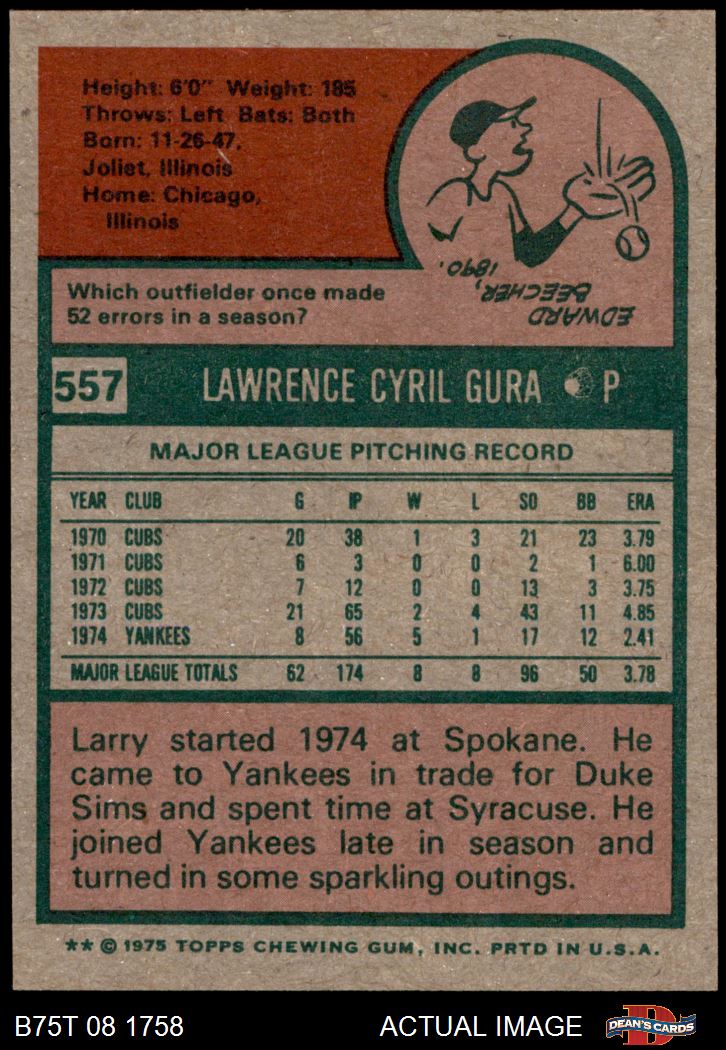 Height: 6'0" Weight: 185
Throws: Left Bats: Both
Born: 11-26-47,
Joliet, Illinois
Home: Chicago,
Illinois
Which outfielder once made
52 errors in a season?
EDWARD
BEECHER,
1890.
557 LAWRENCE CYRIL GURA P
MAJOR LEAGUE PITCHING RECORD
YEAR CLUB G IP W L SO BB ERA
1970 CUBS 20 38 1 3 21 23 3.79
1971 CUBS 6 3 0 0 2 1 6.00
1972 CUBS 7 12 0 0 13 3 3.75
1973 CUBS 21 65 2 4 43 11 4.85
1974 YANKEES 8 56 5 1 17 12 2.41
MAJOR LEAGUE TOTALS 62 174 8 8 96 50 3.78
Larry started 1974 at Spokane. He
came to Yankees in trade for Duke
Sims and spent time at Syracuse. He
joined Yankees late in season and
turned in some sparkling outings.
** © 1975 TOPPS CHEWING GUM, INC. PRTD IN U.S.A.
B75T 08 1758 ACTUAL IMAGE D DEAN'S CARDS